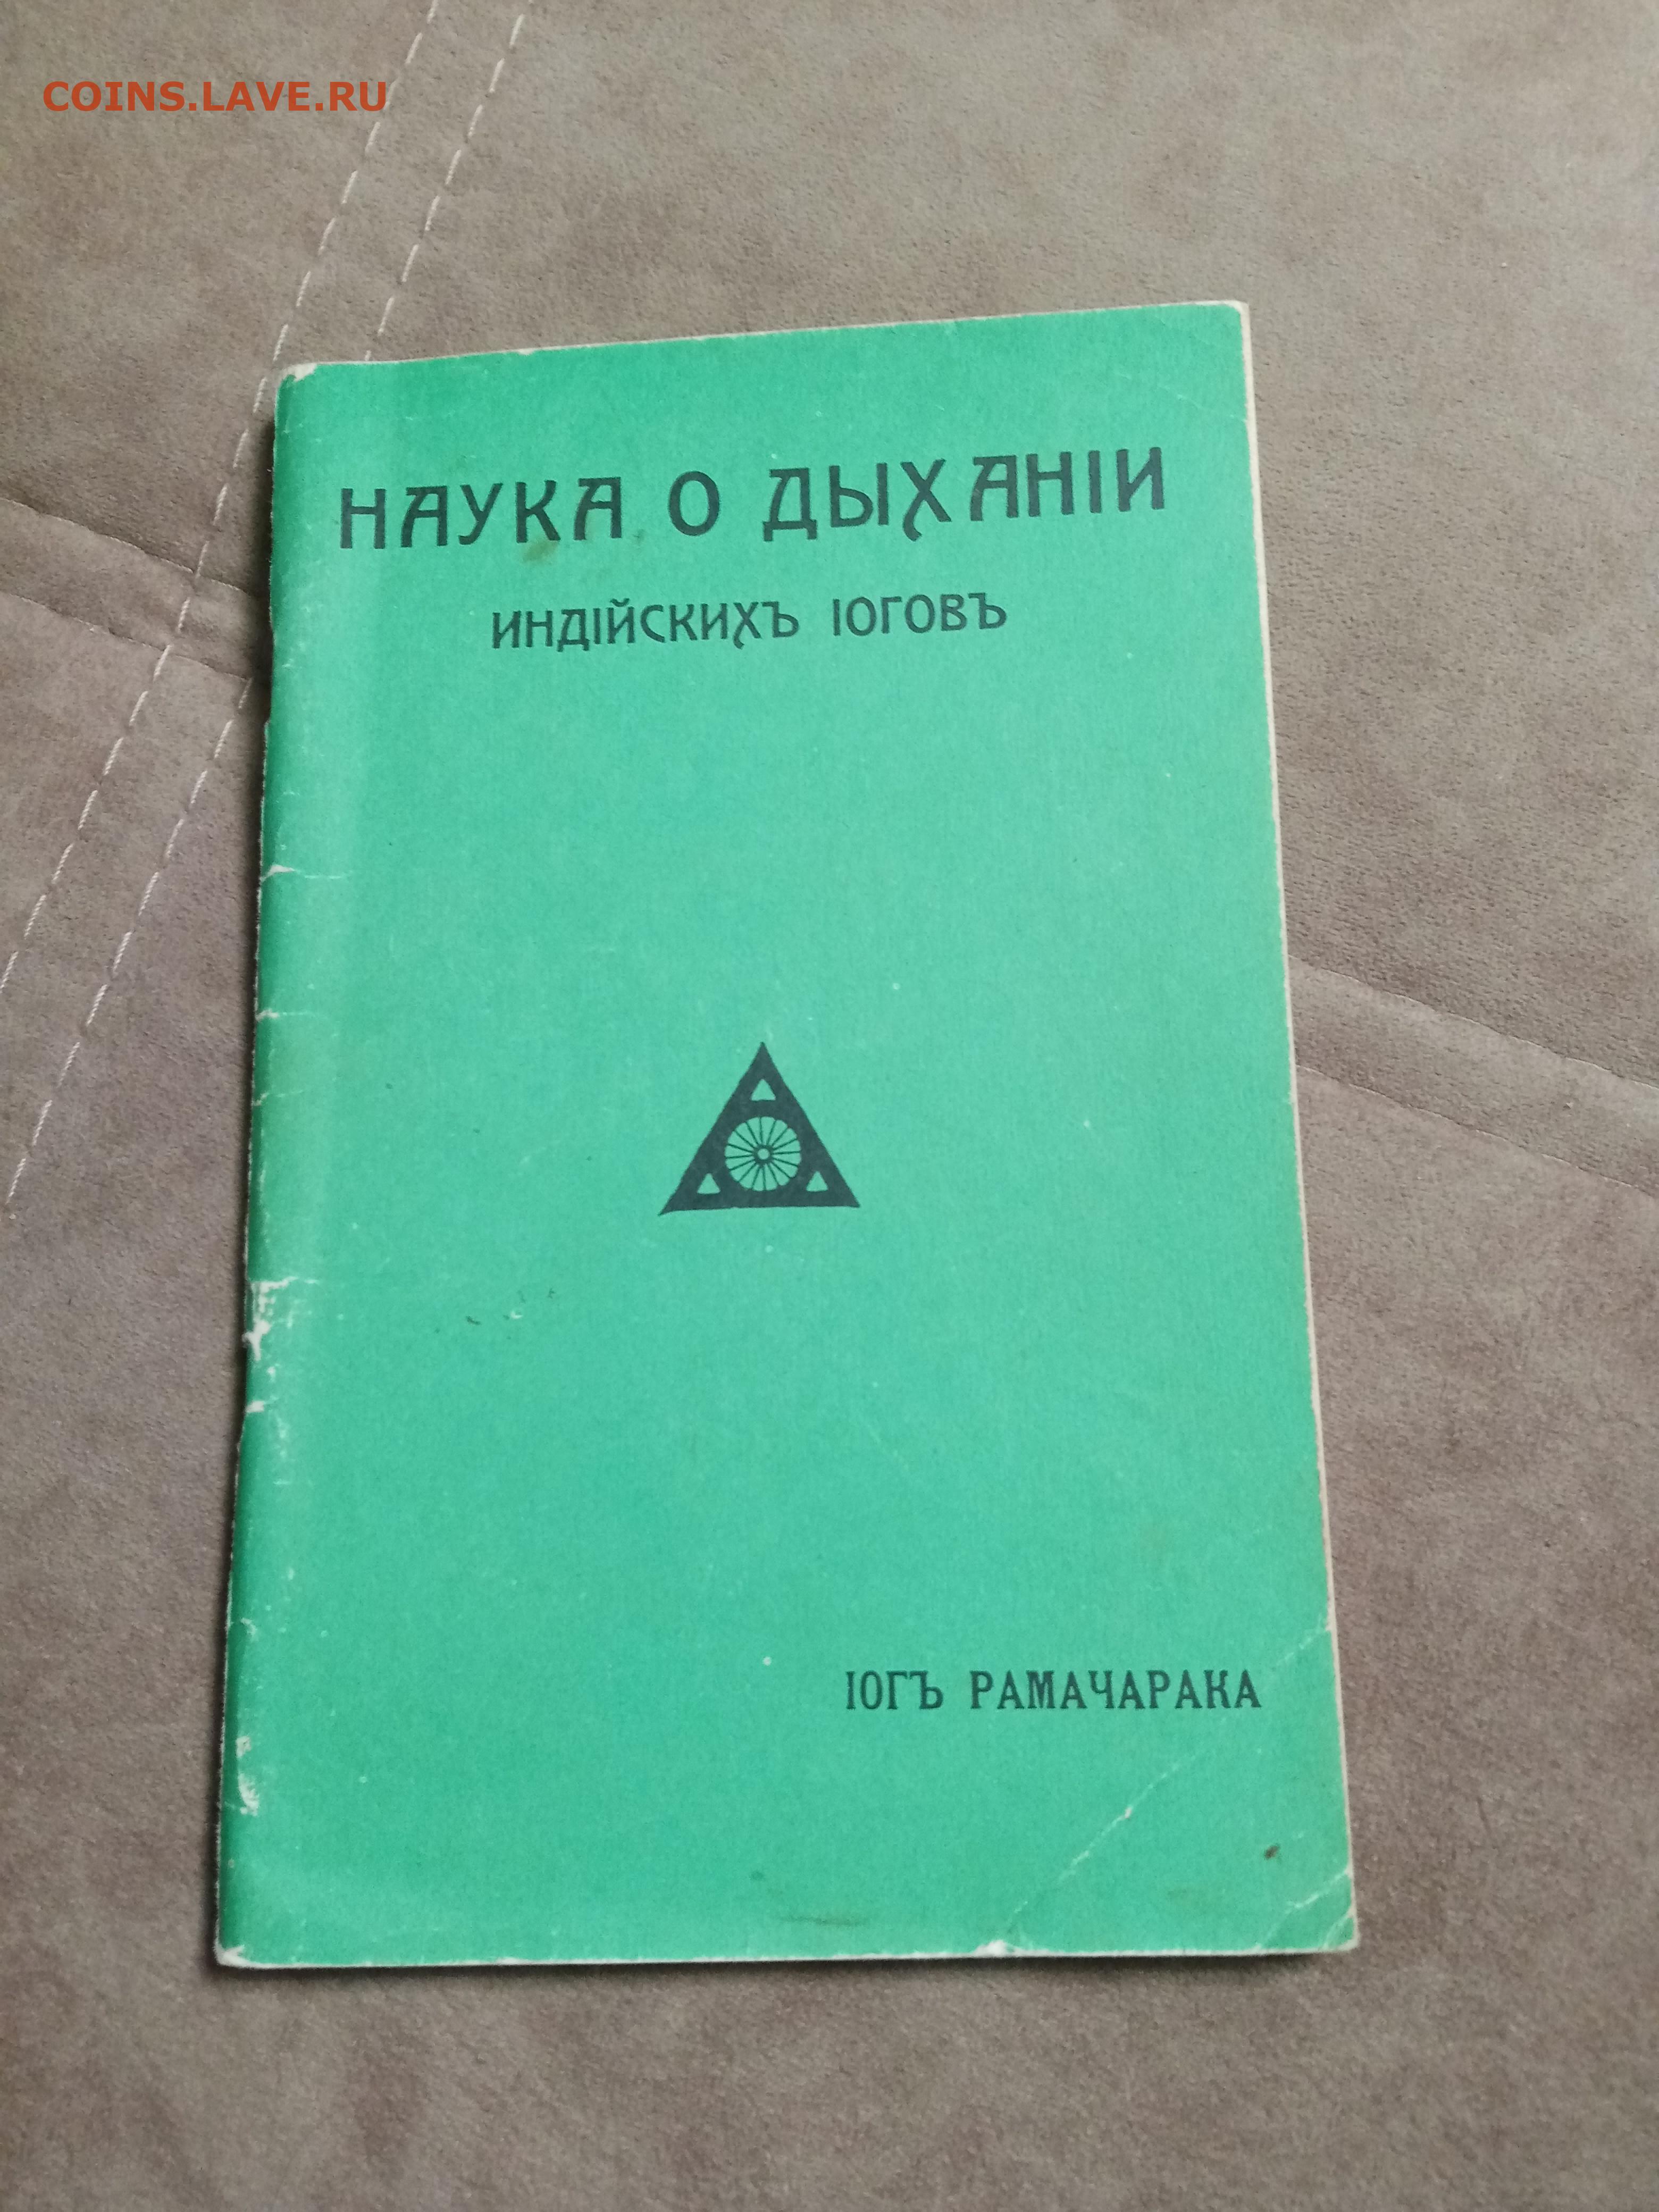 COINS.LAVE.RU
НАУКА О ДЫХАНІИ
ИНДІЙСКИХЪ ІОГОВЪ
ІОГЪ РАМАЧАРАКА